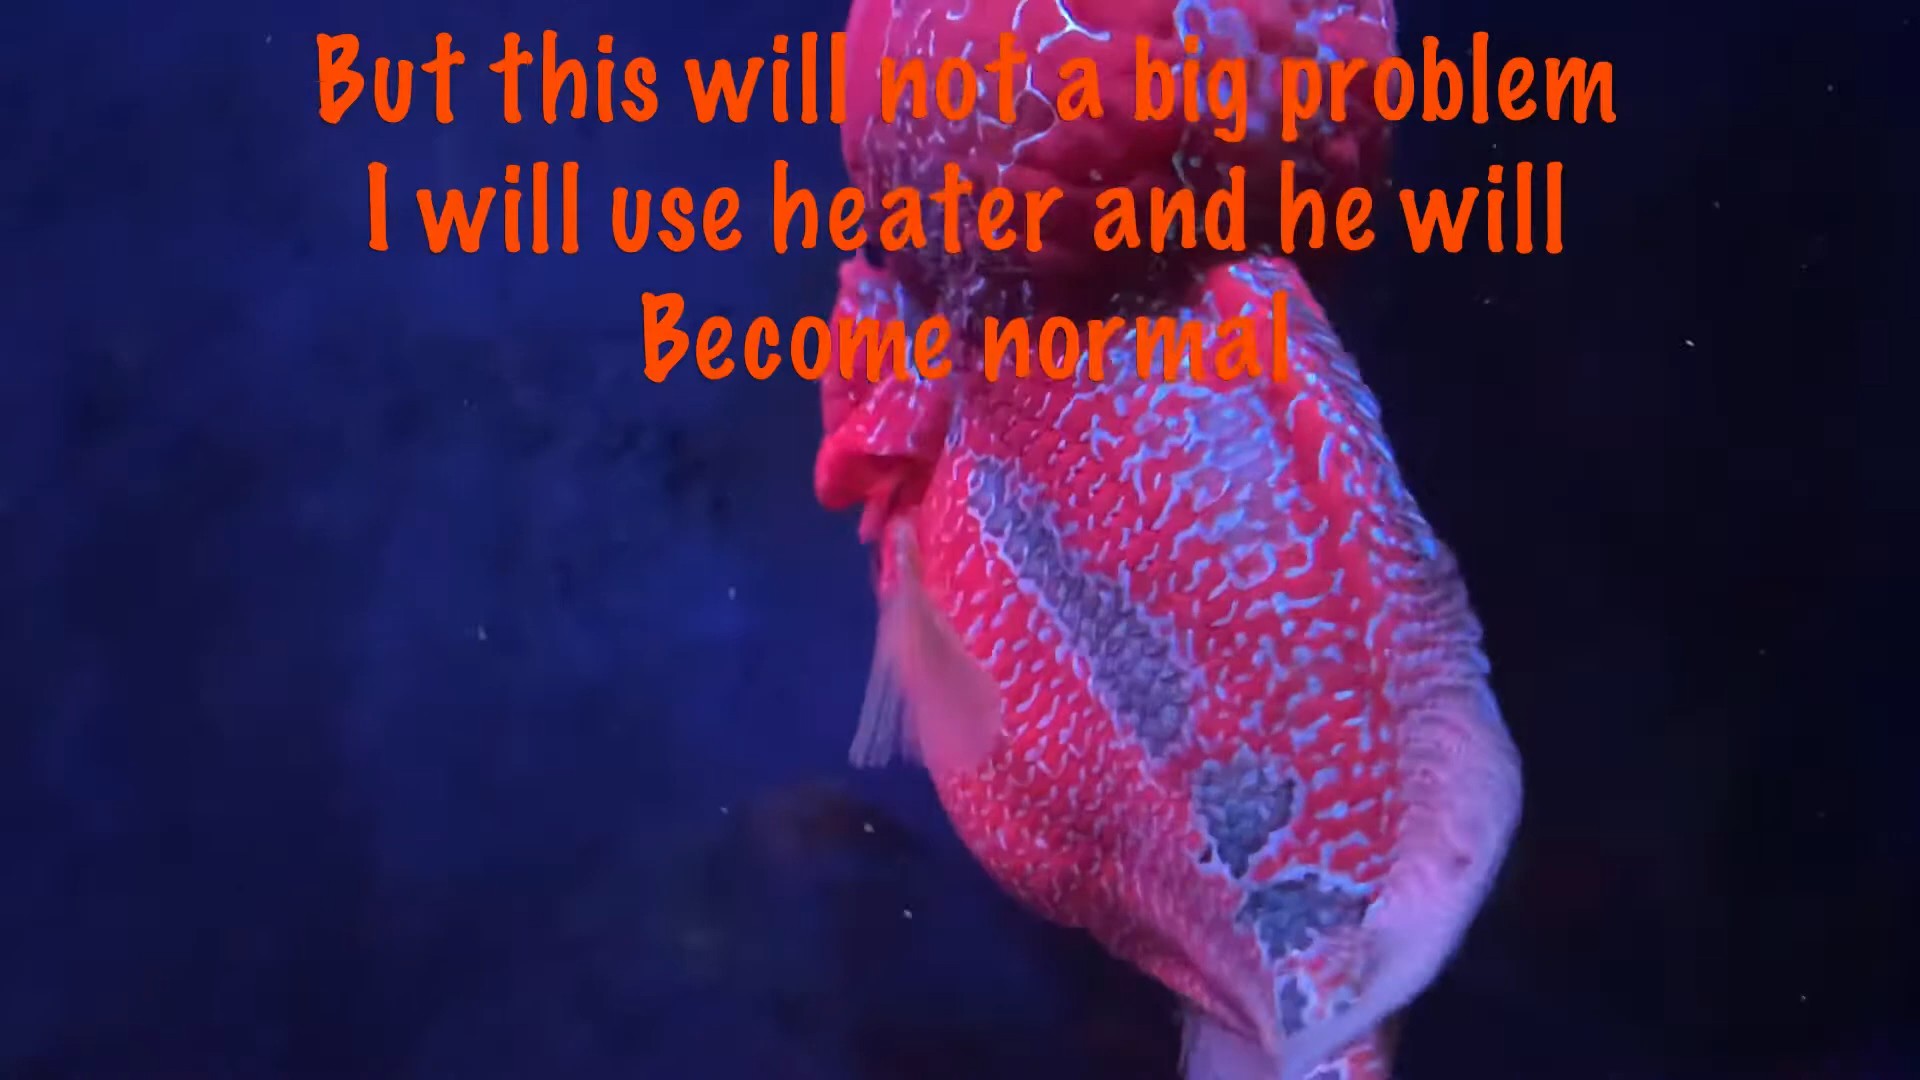 But this will not a big problem
I will use heater and he will
Become normal